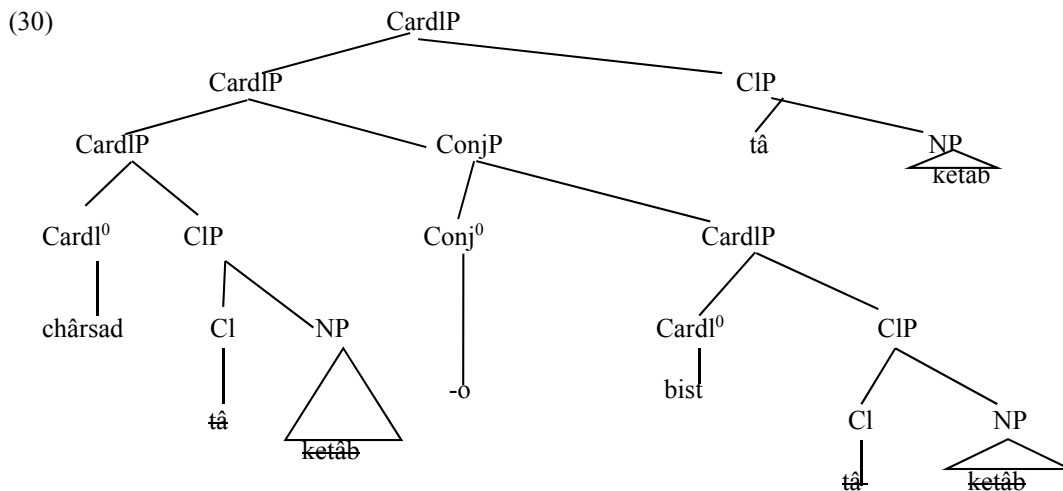 (30)
CardlP
CardlP ClP
CardlP ConjP tâ NP
ketâb
Cardl⁰ ClP Conj⁰ CardlP
chârsad Cl NP Cardl⁰ ClP
-o bist
tâ Cl NP
ketâb
tâ ketâb